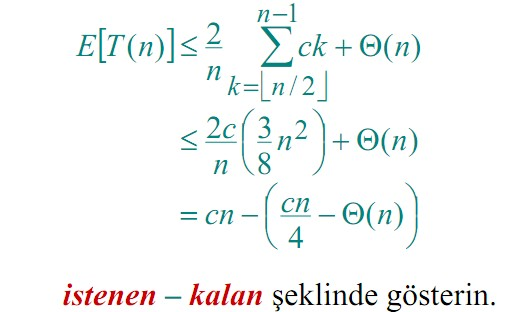 E[T(n)] ≤ 2/n ∑_{k=⌊n/2⌋}^{n−1} ck + Θ(n)
≤ 2c/n (3/8 n²) + Θ(n)
= cn − (cn/4 − Θ(n))
istenen – kalan şeklinde gösterin.